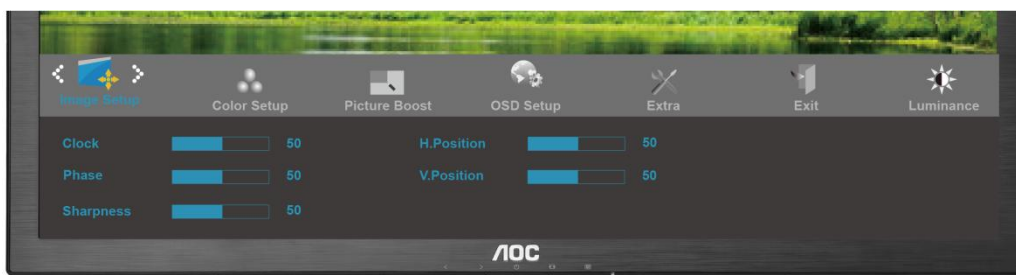 Image Setup
Color Setup
Picture Boost
OSD Setup
Extra
Exit
Luminance
Clock 50 H.Position 50
Phase 50 V.Position 50
Sharpness 50
AOC